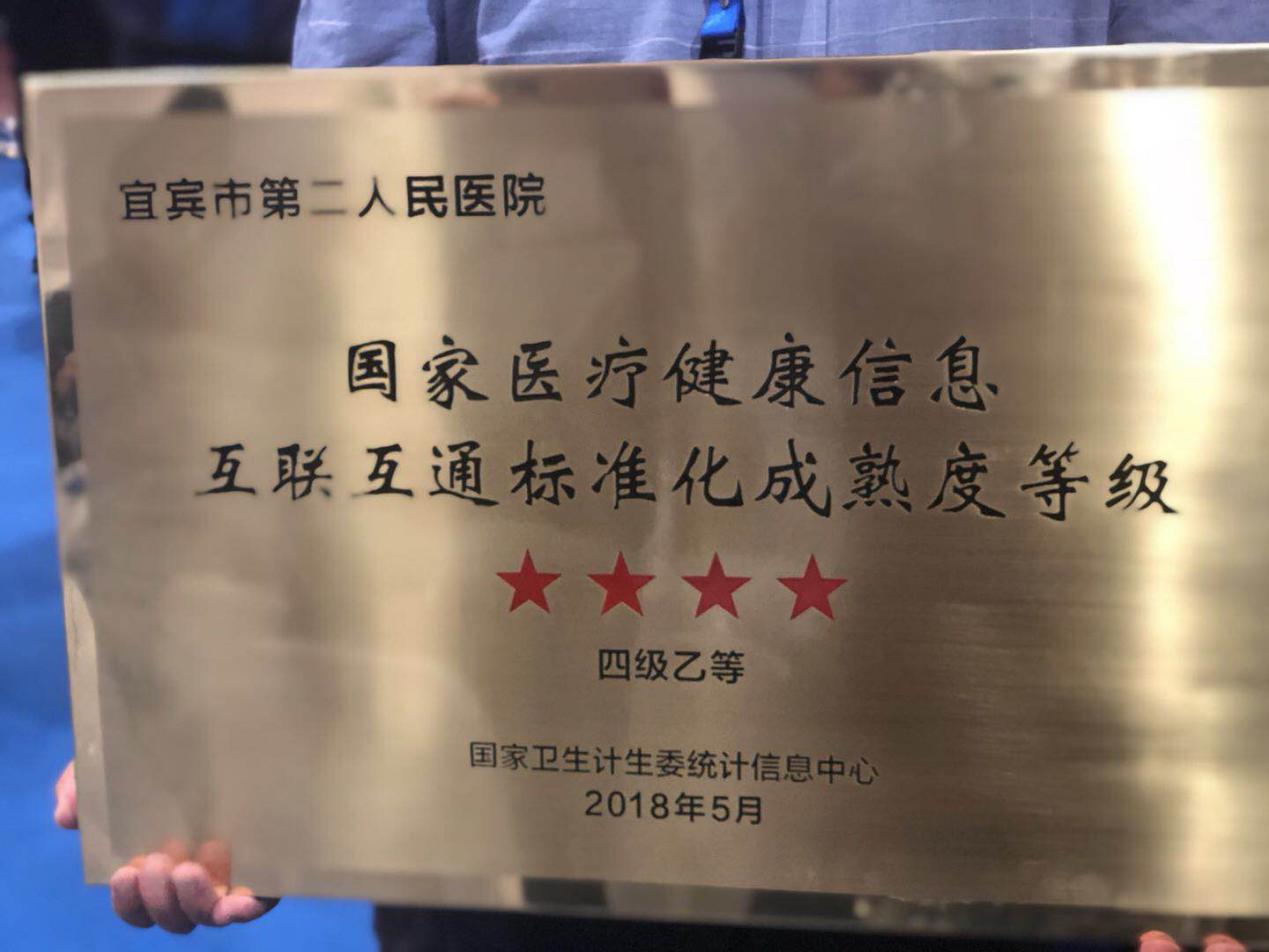 宜宾市第二人民医院
国家医疗健康信息
互联互通标准化成熟度等级
★★★★
四级乙等
国家卫生计生委统计信息中心
2018年5月